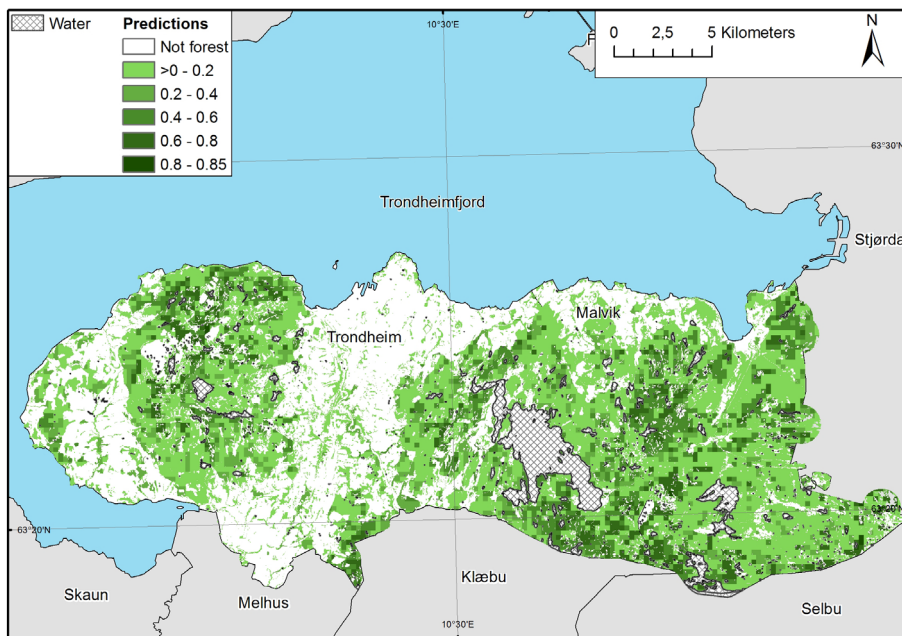 Water
Predictions
Not forest
>0 - 0.2
0.2 - 0.4
0.4 - 0.6
0.6 - 0.8
0.8 - 0.85
10°30'E
F
0 2,5 5 Kilometers
N
63°30'N
Trondheimfjord
Stjørda
Malvik
Trondheim
63°20'N
63°20'N
Klæbu
Skaun
Melhus
Selbu
10°30'E